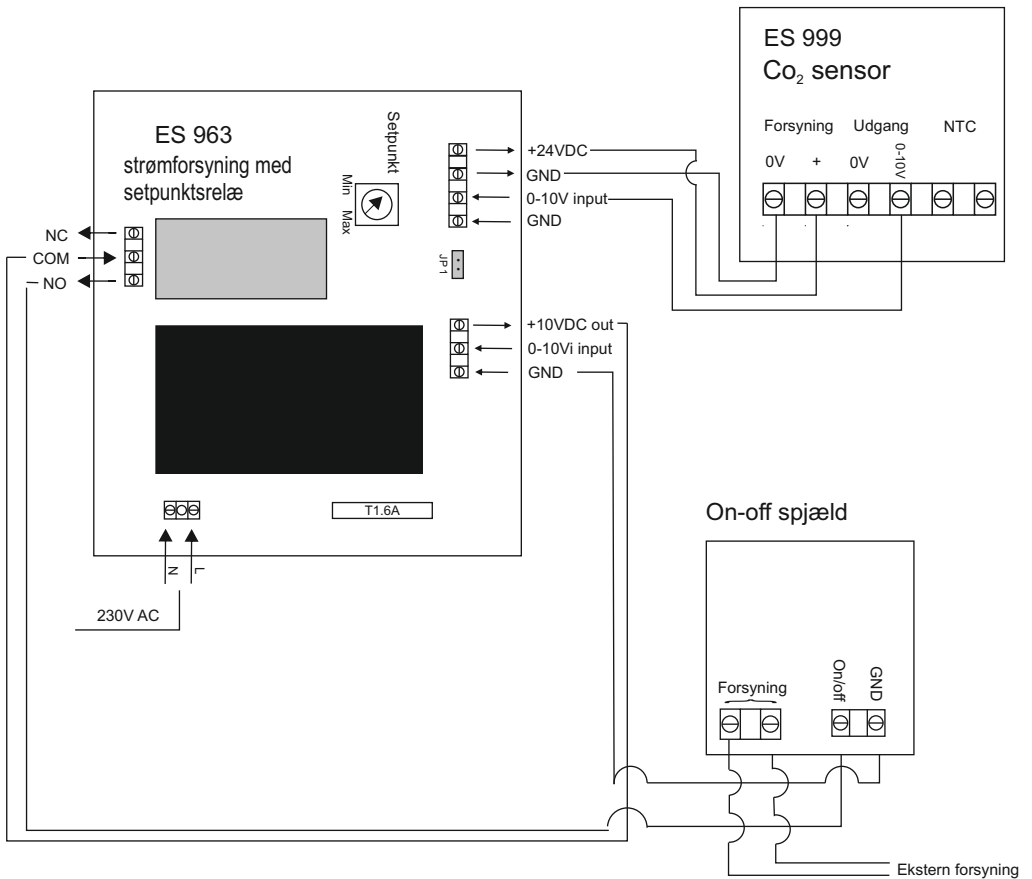 ES 963
strømforsyning med
setpunktsrelæ
Setpunkt
Min Max
NC
COM
NO
+24VDC
GND
0-10V input
GND
JP1
+10VDC out
0-10Vi input
GND
T1.6A
N
L
230V AC
ES 999
Co₂ sensor
Forsyning Udgang NTC
0V + 0V 0-10V
On-off spjæld
Forsyning
On/off
GND
Ekstern forsyning